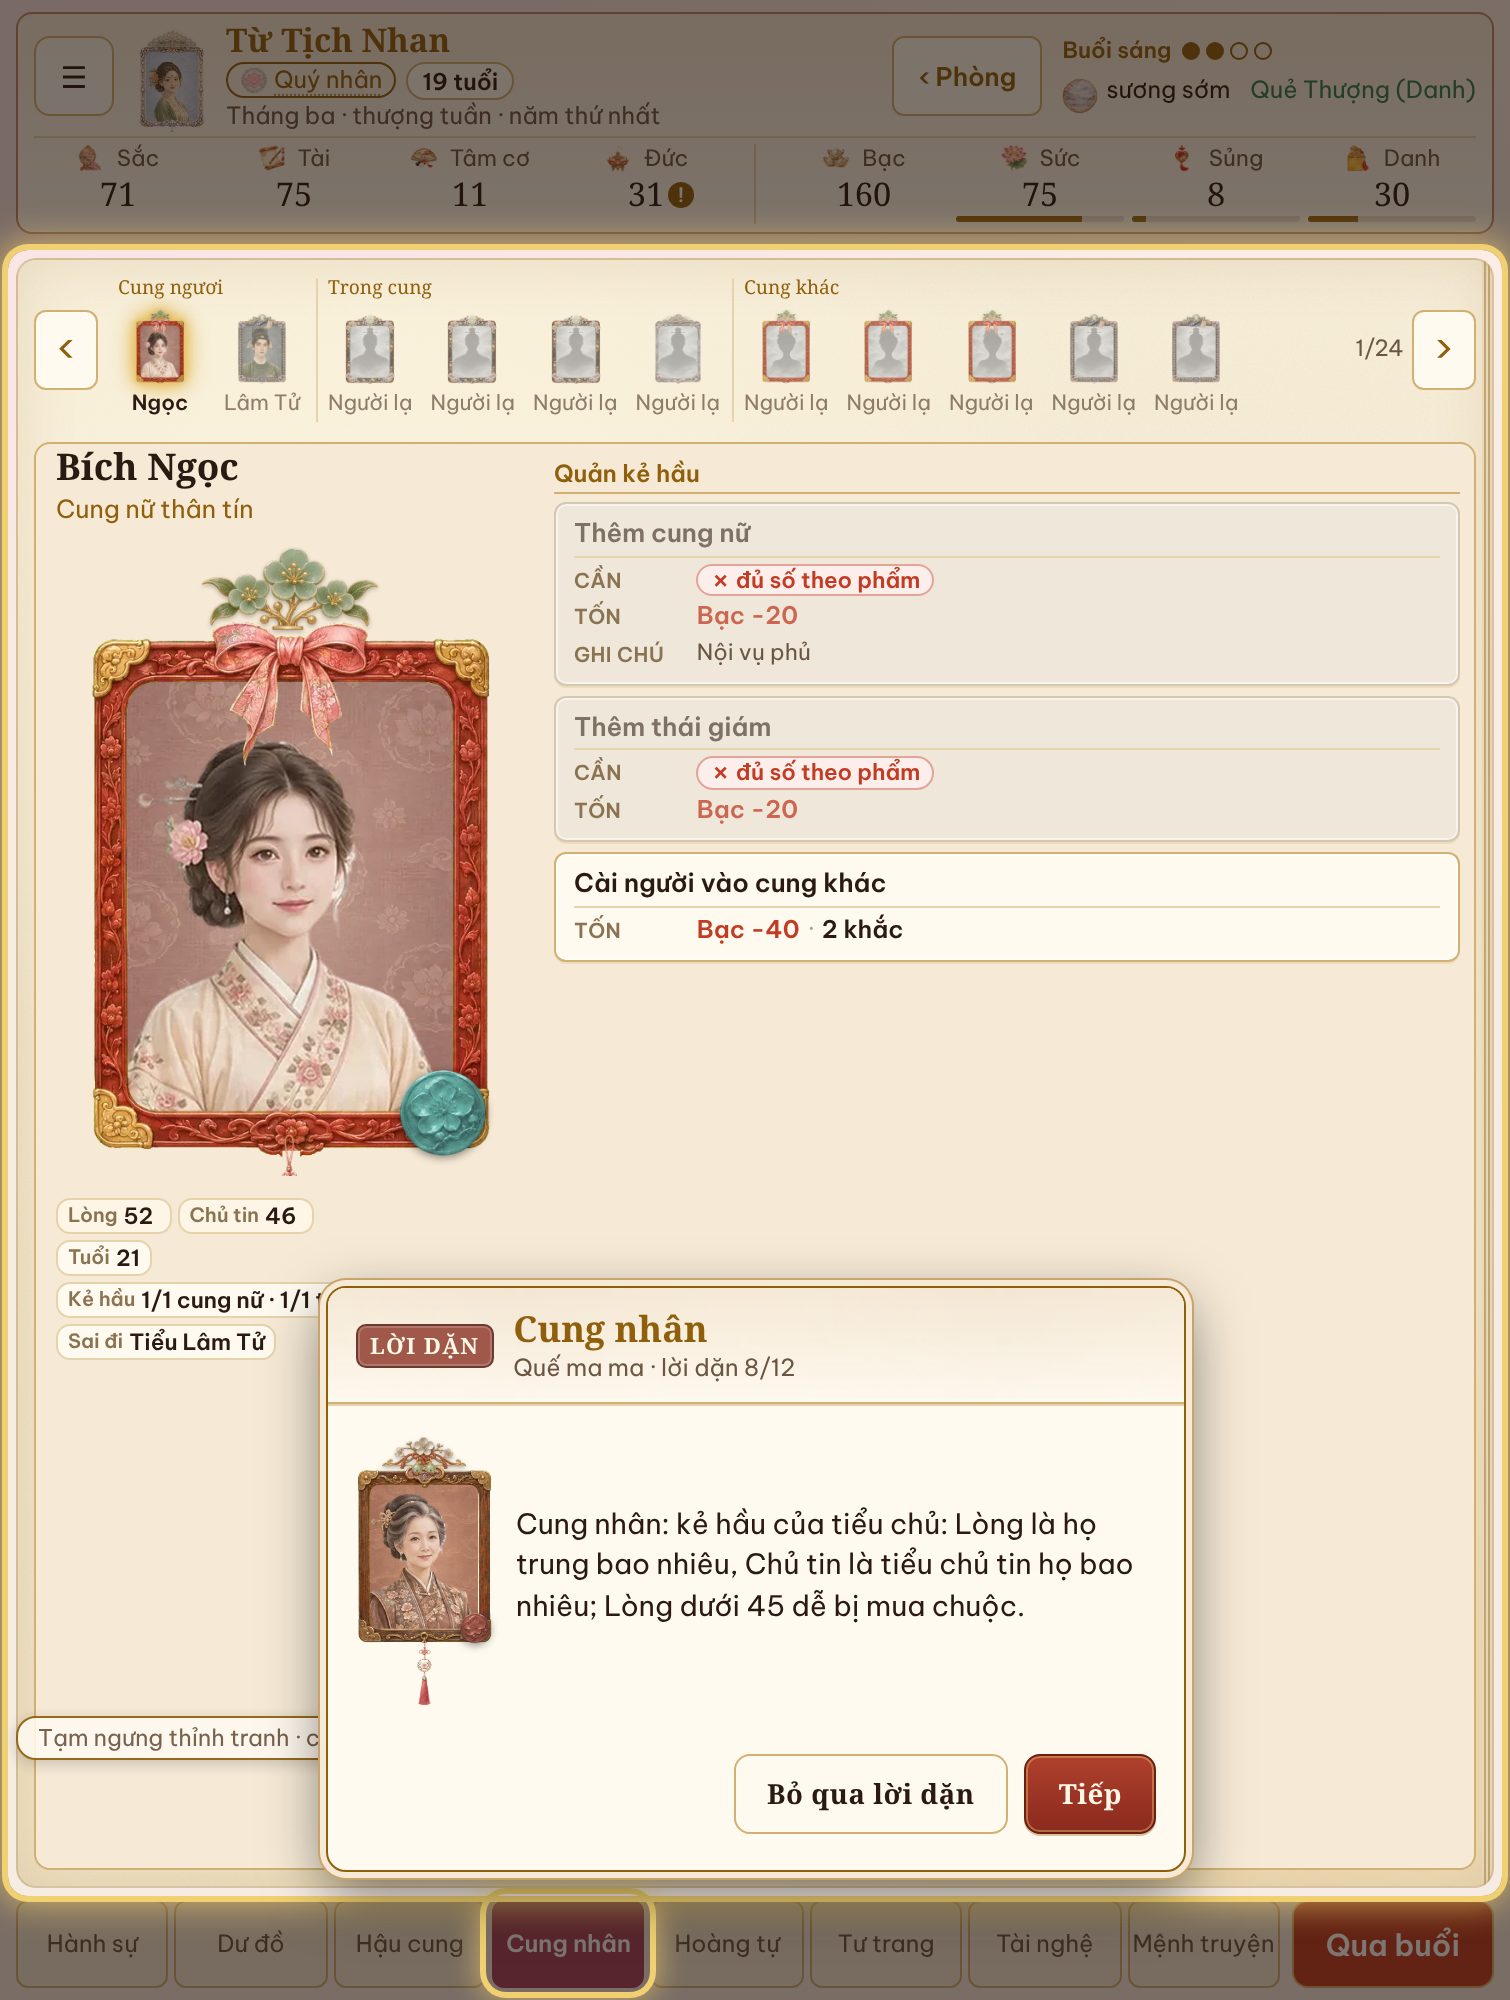 Từ Tịch Nhan
Quý nhân
19 tuổi
Tháng ba · thượng tuần · năm thứ nhất
‹ Phòng
Buổi sáng
sương sớm
Quẻ Thượng (Danh)
Sắc
71
Tài
75
Tâm cơ
11
Đức
31
!
Bạc
160
Sức
75
Sủng
8
Danh
30
Cung ngươi
Trong cung
Cung khác
Ngọc
Lâm Tử
Người lạ
Người lạ
Người lạ
Người lạ
Người lạ
Người lạ
Người lạ
Người lạ
Người lạ
1/24
Bích Ngọc
Cung nữ thân tín
Lòng 52
Chủ tin 46
Tuổi 21
Kẻ hầu 1/1 cung nữ · 1/1
Sai đi Tiểu Lâm Tử
Quản kẻ hầu
Thêm cung nữ
CẦN × đủ số theo phẩm
TỐN Bạc -20
GHI CHÚ Nội vụ phủ
Thêm thái giám
CẦN × đủ số theo phẩm
TỐN Bạc -20
Cài người vào cung khác
TỐN Bạc -40 · 2 khắc
Tạm ngưng thỉnh tranh ·
LỜI DẶN
Cung nhân
Quế ma ma · lời dặn 8/12
Cung nhân: kẻ hầu của tiểu chủ: Lòng là họ
trung bao nhiêu, Chủ tin là tiểu chủ tin họ bao
nhiêu; Lòng dưới 45 dễ bị mua chuộc.
Bỏ qua lời dặn
Tiếp
Hành sự
Dư đồ
Hậu cung
Cung nhân
Hoàng tự
Tư trang
Tài nghệ
Mệnh truyện
Qua buổi